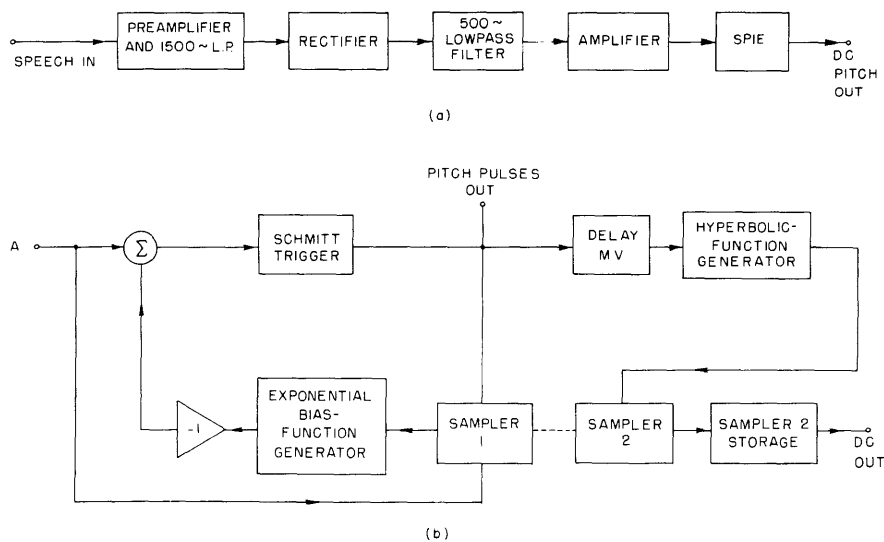 SPEECH IN
PREAMPLIFIER
AND 1500~ L.P.
RECTIFIER
500~
LOWPASS
FILTER
AMPLIFIER
SPIE
DC
PITCH
OUT
(a)
PITCH PULSES
OUT
A
Σ
SCHMITT
TRIGGER
DELAY
MV
HYPERBOLIC-
FUNCTION
GENERATOR
-1
EXPONENTIAL
BIAS-
FUNCTION
GENERATOR
SAMPLER
1
SAMPLER
2
SAMPLER 2
STORAGE
DC
OUT
(b)